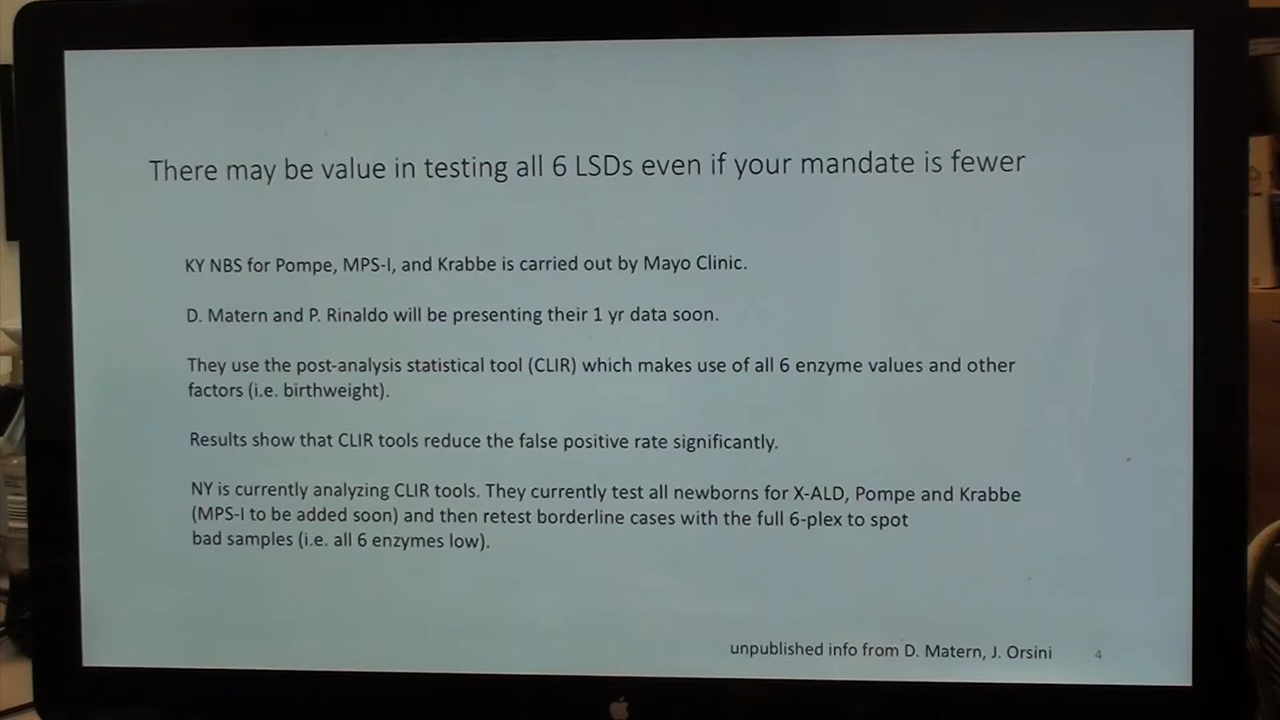 There may be value in testing all 6 LSDs even if your mandate is fewer
KY NBS for Pompe, MPS-I, and Krabbe is carried out by Mayo Clinic.
D. Matern and P. Rinaldo will be presenting their 1 yr data soon.
They use the post-analysis statistical tool (CLIR) which makes use of all 6 enzyme values and other
factors (i.e. birthweight).
Results show that CLIR tools reduce the false positive rate significantly.
NY is currently analyzing CLIR tools. They currently test all newborns for X-ALD, Pompe and Krabbe
(MPS-I to be added soon) and then retest borderline cases with the full 6-plex to spot
bad samples (i.e. all 6 enzymes low).
unpublished info from D. Matern, J. Orsini
4